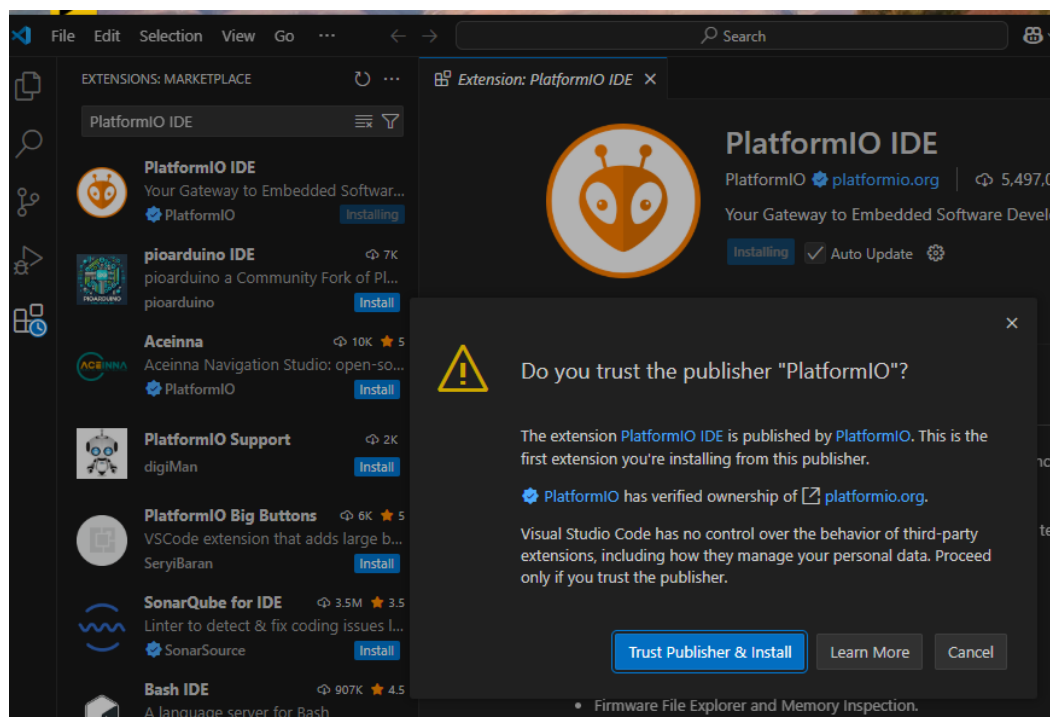 File Edit Selection View Go ··· Search
EXTENSIONS: MARKETPLACE
Extension: PlatformIO IDE
PlatformIO IDE
PlatformIO IDE
Your Gateway to Embedded Softwar...
PlatformIO Installing
pioarduino IDE 7K
pioarduino a Community Fork of Pl...
pioarduino Install
PIOARDUINO
Aceinna 10K 5
Aceinna Navigation Studio: open-so...
PlatformIO Install
ACEINNA
PlatformIO Support 2K
digiMan Install
PlatformIO Big Buttons 6K 5
VSCode extension that adds large b...
SeryiBaran Install
SonarQube for IDE 3.5M 3.5
Linter to detect & fix coding issues l...
SonarSource Install
Bash IDE 907K 4.5
A language server for Bash
PlatformIO IDE
PlatformIO platformio.org 5,497,0
Your Gateway to Embedded Software Devel
Installing Auto Update
Do you trust the publisher "PlatformIO"?
The extension PlatformIO IDE is published by PlatformIO. This is the
first extension you're installing from this publisher.
PlatformIO has verified ownership of platformio.org.
Visual Studio Code has no control over the behavior of third-party
extensions, including how they manage your personal data. Proceed
only if you trust the publisher.
Trust Publisher & Install Learn More Cancel
• Firmware File Explorer and Memory Inspection.